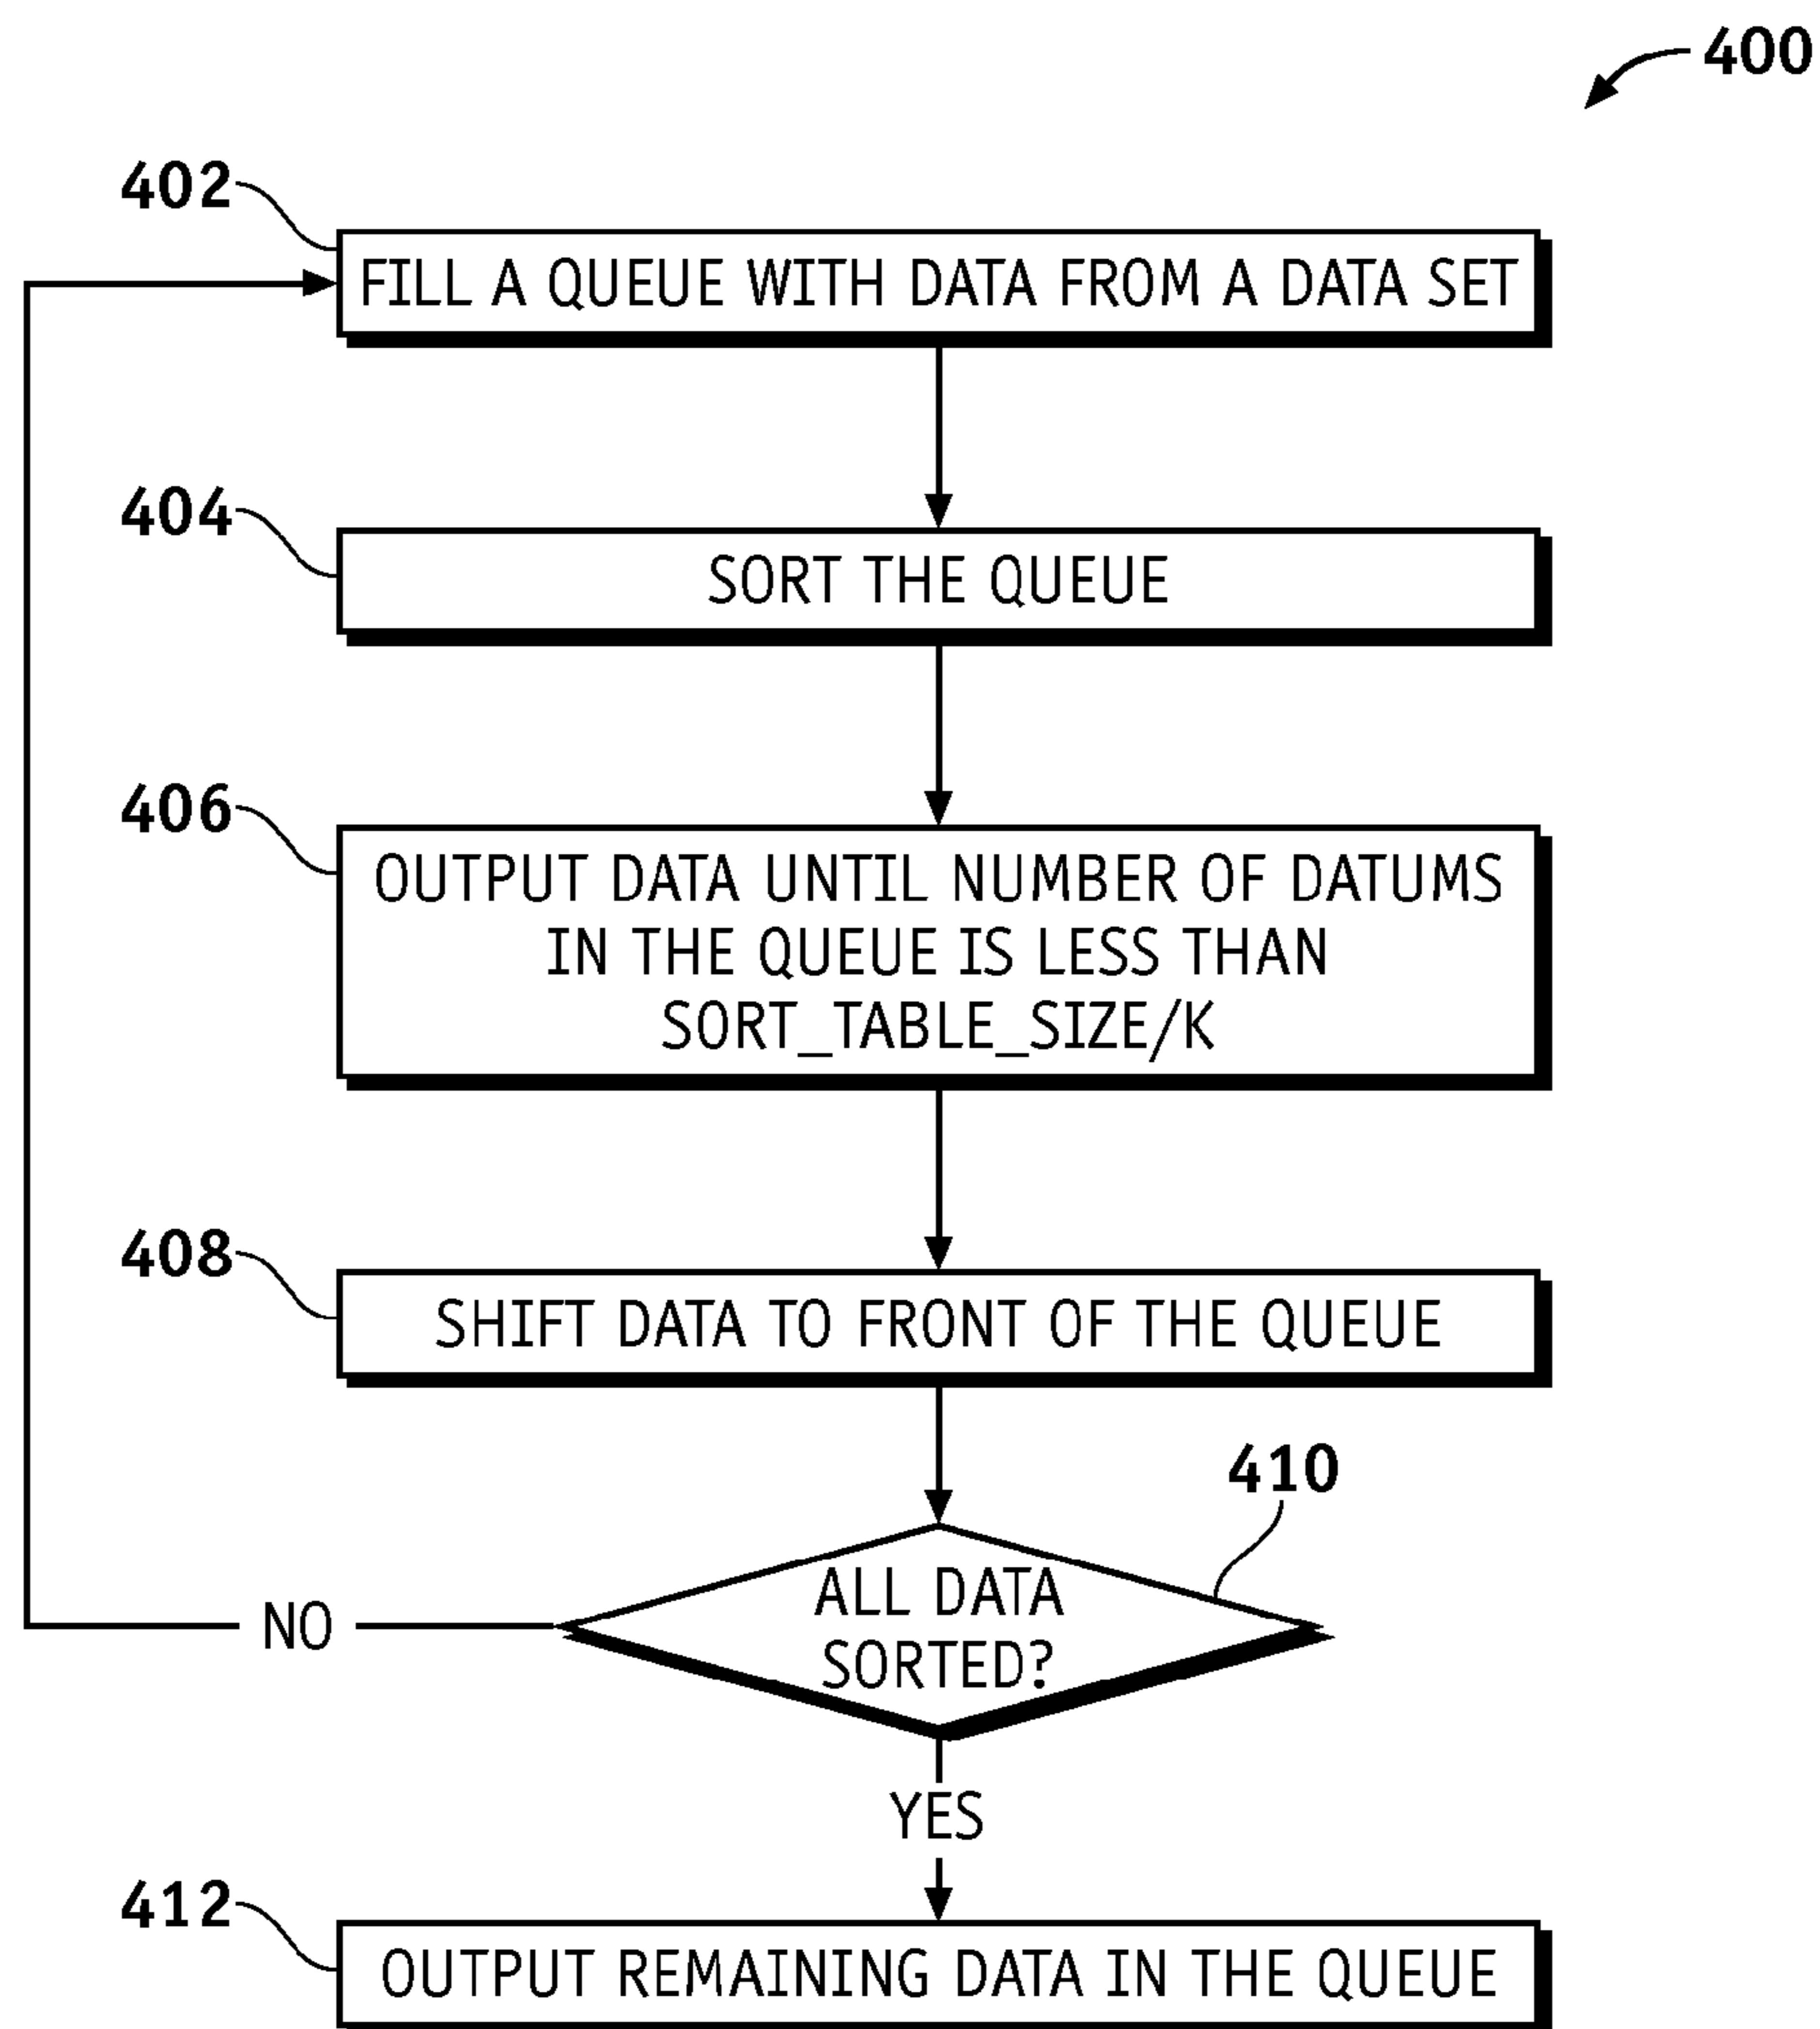 400
402
FILL A QUEUE WITH DATA FROM A DATA SET
404
SORT THE QUEUE
406
OUTPUT DATA UNTIL NUMBER OF DATUMS
IN THE QUEUE IS LESS THAN
SORT_TABLE_SIZE/K
408
SHIFT DATA TO FRONT OF THE QUEUE
410
ALL DATA
SORTED?
NO
YES
412
OUTPUT REMAINING DATA IN THE QUEUE